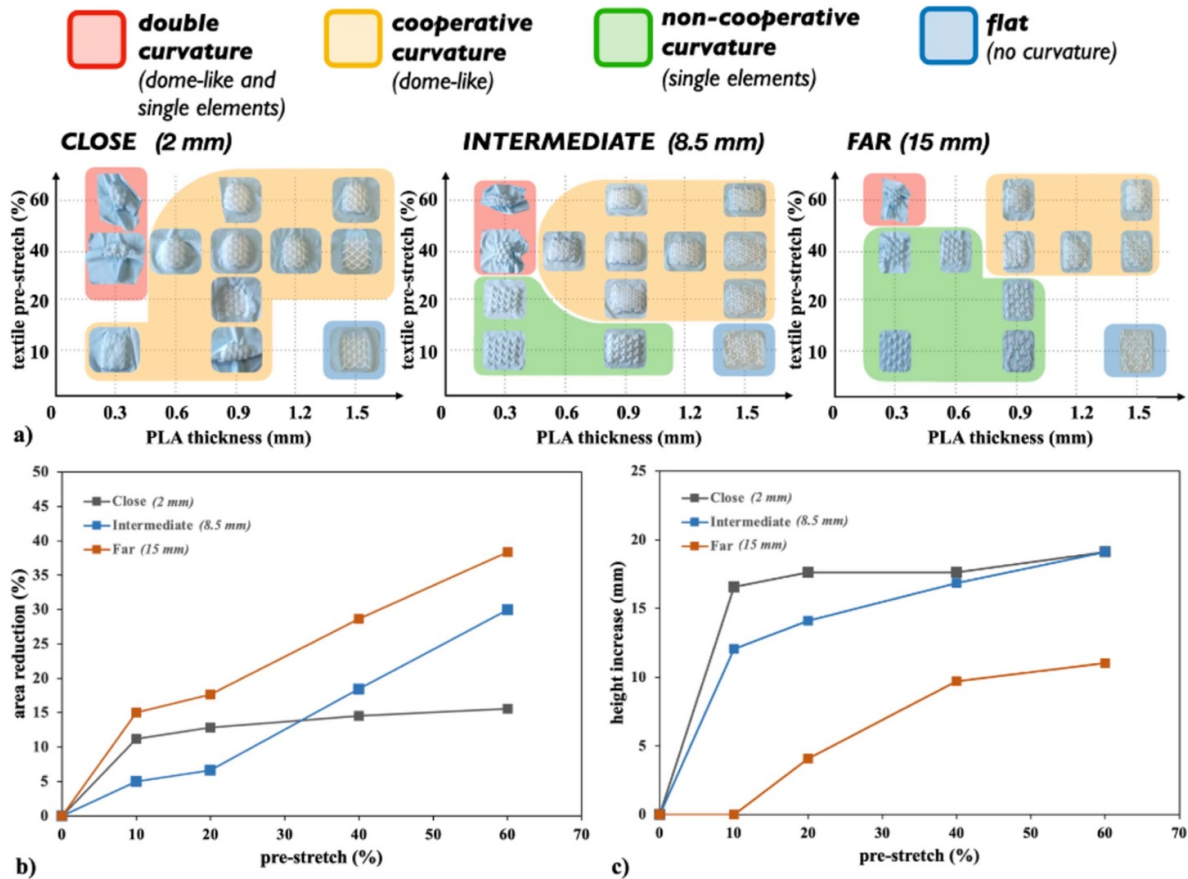 double
curvature
(dome-like and
single elements)
cooperative
curvature
(dome-like)
non-cooperative
curvature
(single elements)
flat
(no curvature)
CLOSE (2 mm)
INTERMEDIATE (8.5 mm)
FAR (15 mm)
textile pre-stretch (%)
60
40
20
10
0
0.3
0.6
0.9
1.2
1.5
PLA thickness (mm)
textile pre-stretch (%)
60
40
20
10
0
0.3
0.6
0.9
1.2
1.5
PLA thickness (mm)
textile pre-stretch (%)
60
40
20
10
0
0.3
0.6
0.9
1.2
1.5
PLA thickness (mm)
a)
area reduction (%)
50
45
40
35
30
25
20
15
10
5
0
Close (2 mm)
Intermediate (8.5 mm)
Far (15 mm)
0 10 20 30 40 50 60 70
pre-stretch (%)
b)
height increase (mm)
25
20
15
10
5
0
Close (2 mm)
Intermediate (8.5 mm)
Far (15 mm)
0 10 20 30 40 50 60 70
pre-stretch (%)
c)